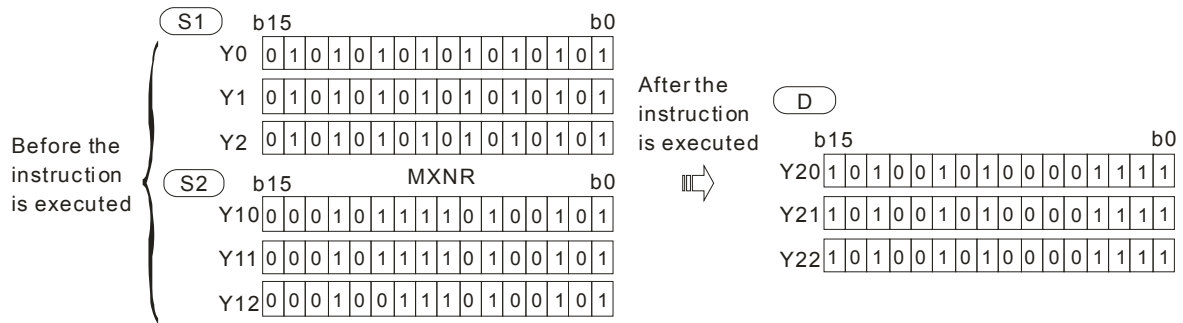 S1 b15 b0
Y0 0 1 0 1 0 1 0 1 0 1 0 1 0 1 0 1
Y1 0 1 0 1 0 1 0 1 0 1 0 1 0 1 0 1
Y2 0 1 0 1 0 1 0 1 0 1 0 1 0 1 0 1
Before the
instruction
is executed
S2 b15 MXNR b0
Y10 0 0 0 1 0 1 1 1 1 0 1 0 0 1 0 1
Y11 0 0 0 1 0 1 1 1 1 0 1 0 0 1 0 1
Y12 0 0 0 1 0 0 1 1 1 0 1 0 0 1 0 1
After the
instruction
is executed
D
b15 b0
Y20 1 0 1 0 0 1 0 1 0 0 0 0 1 1 1 1
Y21 1 0 1 0 0 1 0 1 0 0 0 0 1 1 1 1
Y22 1 0 1 0 0 1 0 1 0 0 0 0 1 1 1 1